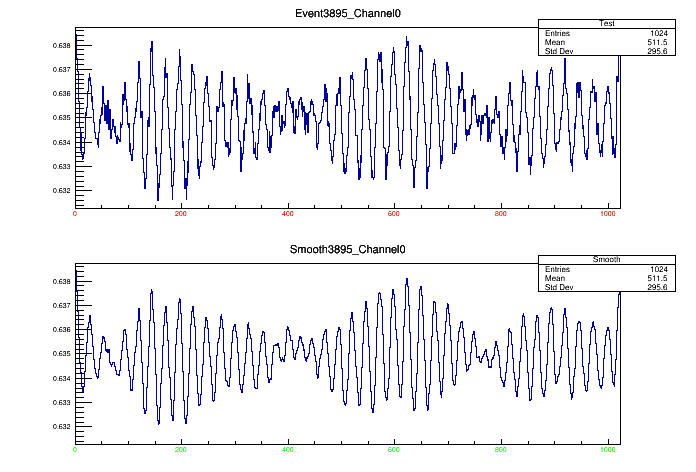 Event3895_Channel0
Test
Entries 1024
Mean 511.5
Std Dev 295.6
0.638
0.637
0.636
0.635
0.634
0.633
0.632
0 200 400 600 800 1000
Smooth3895_Channel0
Smooth
Entries 1024
Mean 511.5
Std Dev 295.6
0.638
0.637
0.636
0.635
0.634
0.633
0.632
0 200 400 600 800 1000